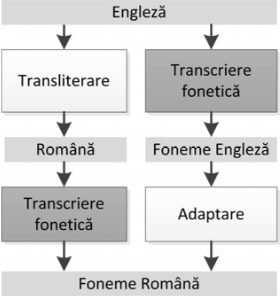 Engleză
Transliterare
Transcriere
fonetică
Română
Foneme Engleză
Transcriere
fonetică
Adaptare
Foneme Română